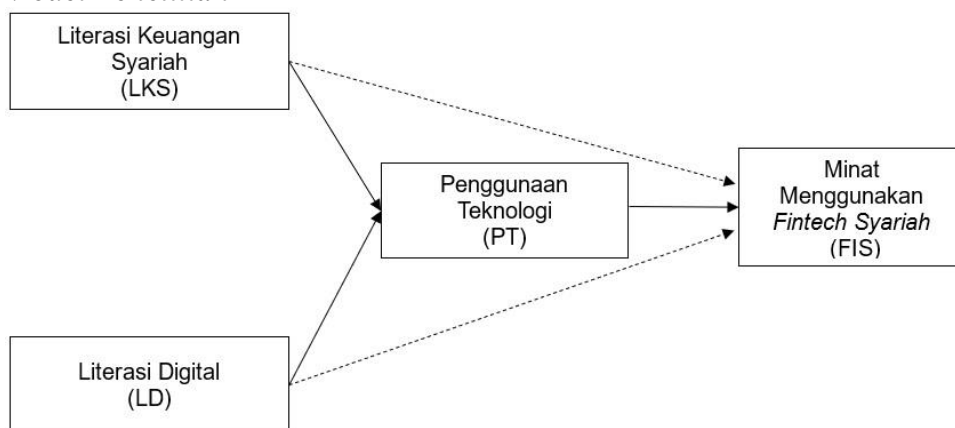 Literasi Keuangan
Syariah
(LKS)
Penggunaan
Teknologi
(PT)
Minat
Menggunakan
Fintech Syariah
(FIS)
Literasi Digital
(LD)